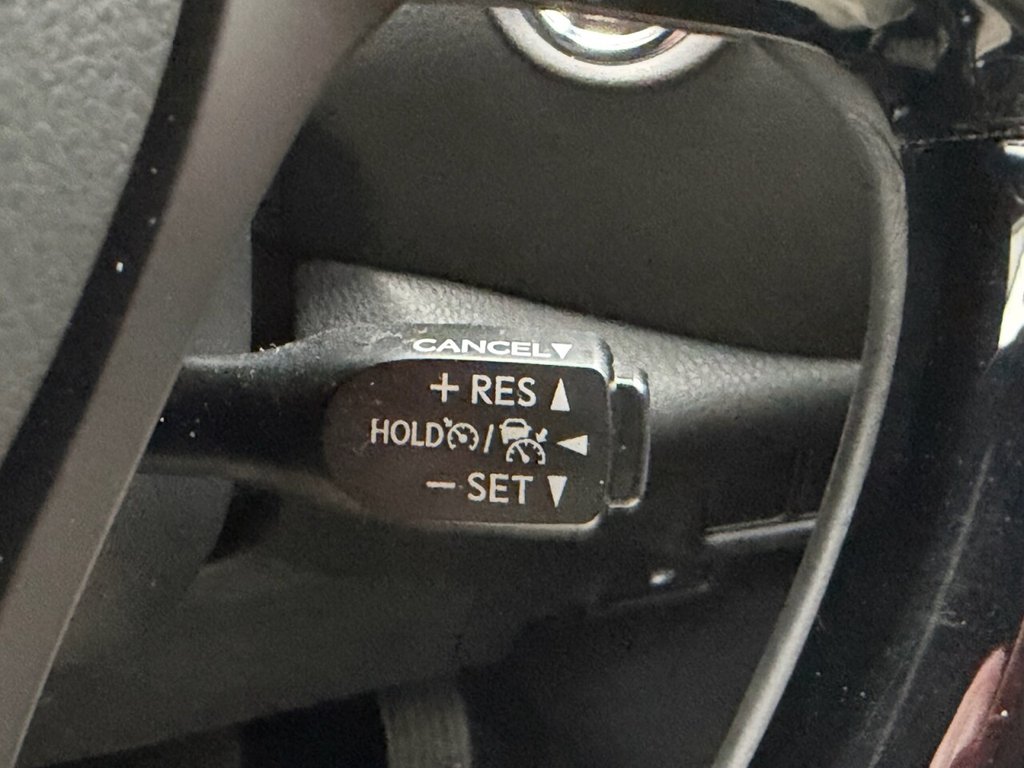 CANCEL▼
+ RES ▲
HOLD / ◀
− SET ▼